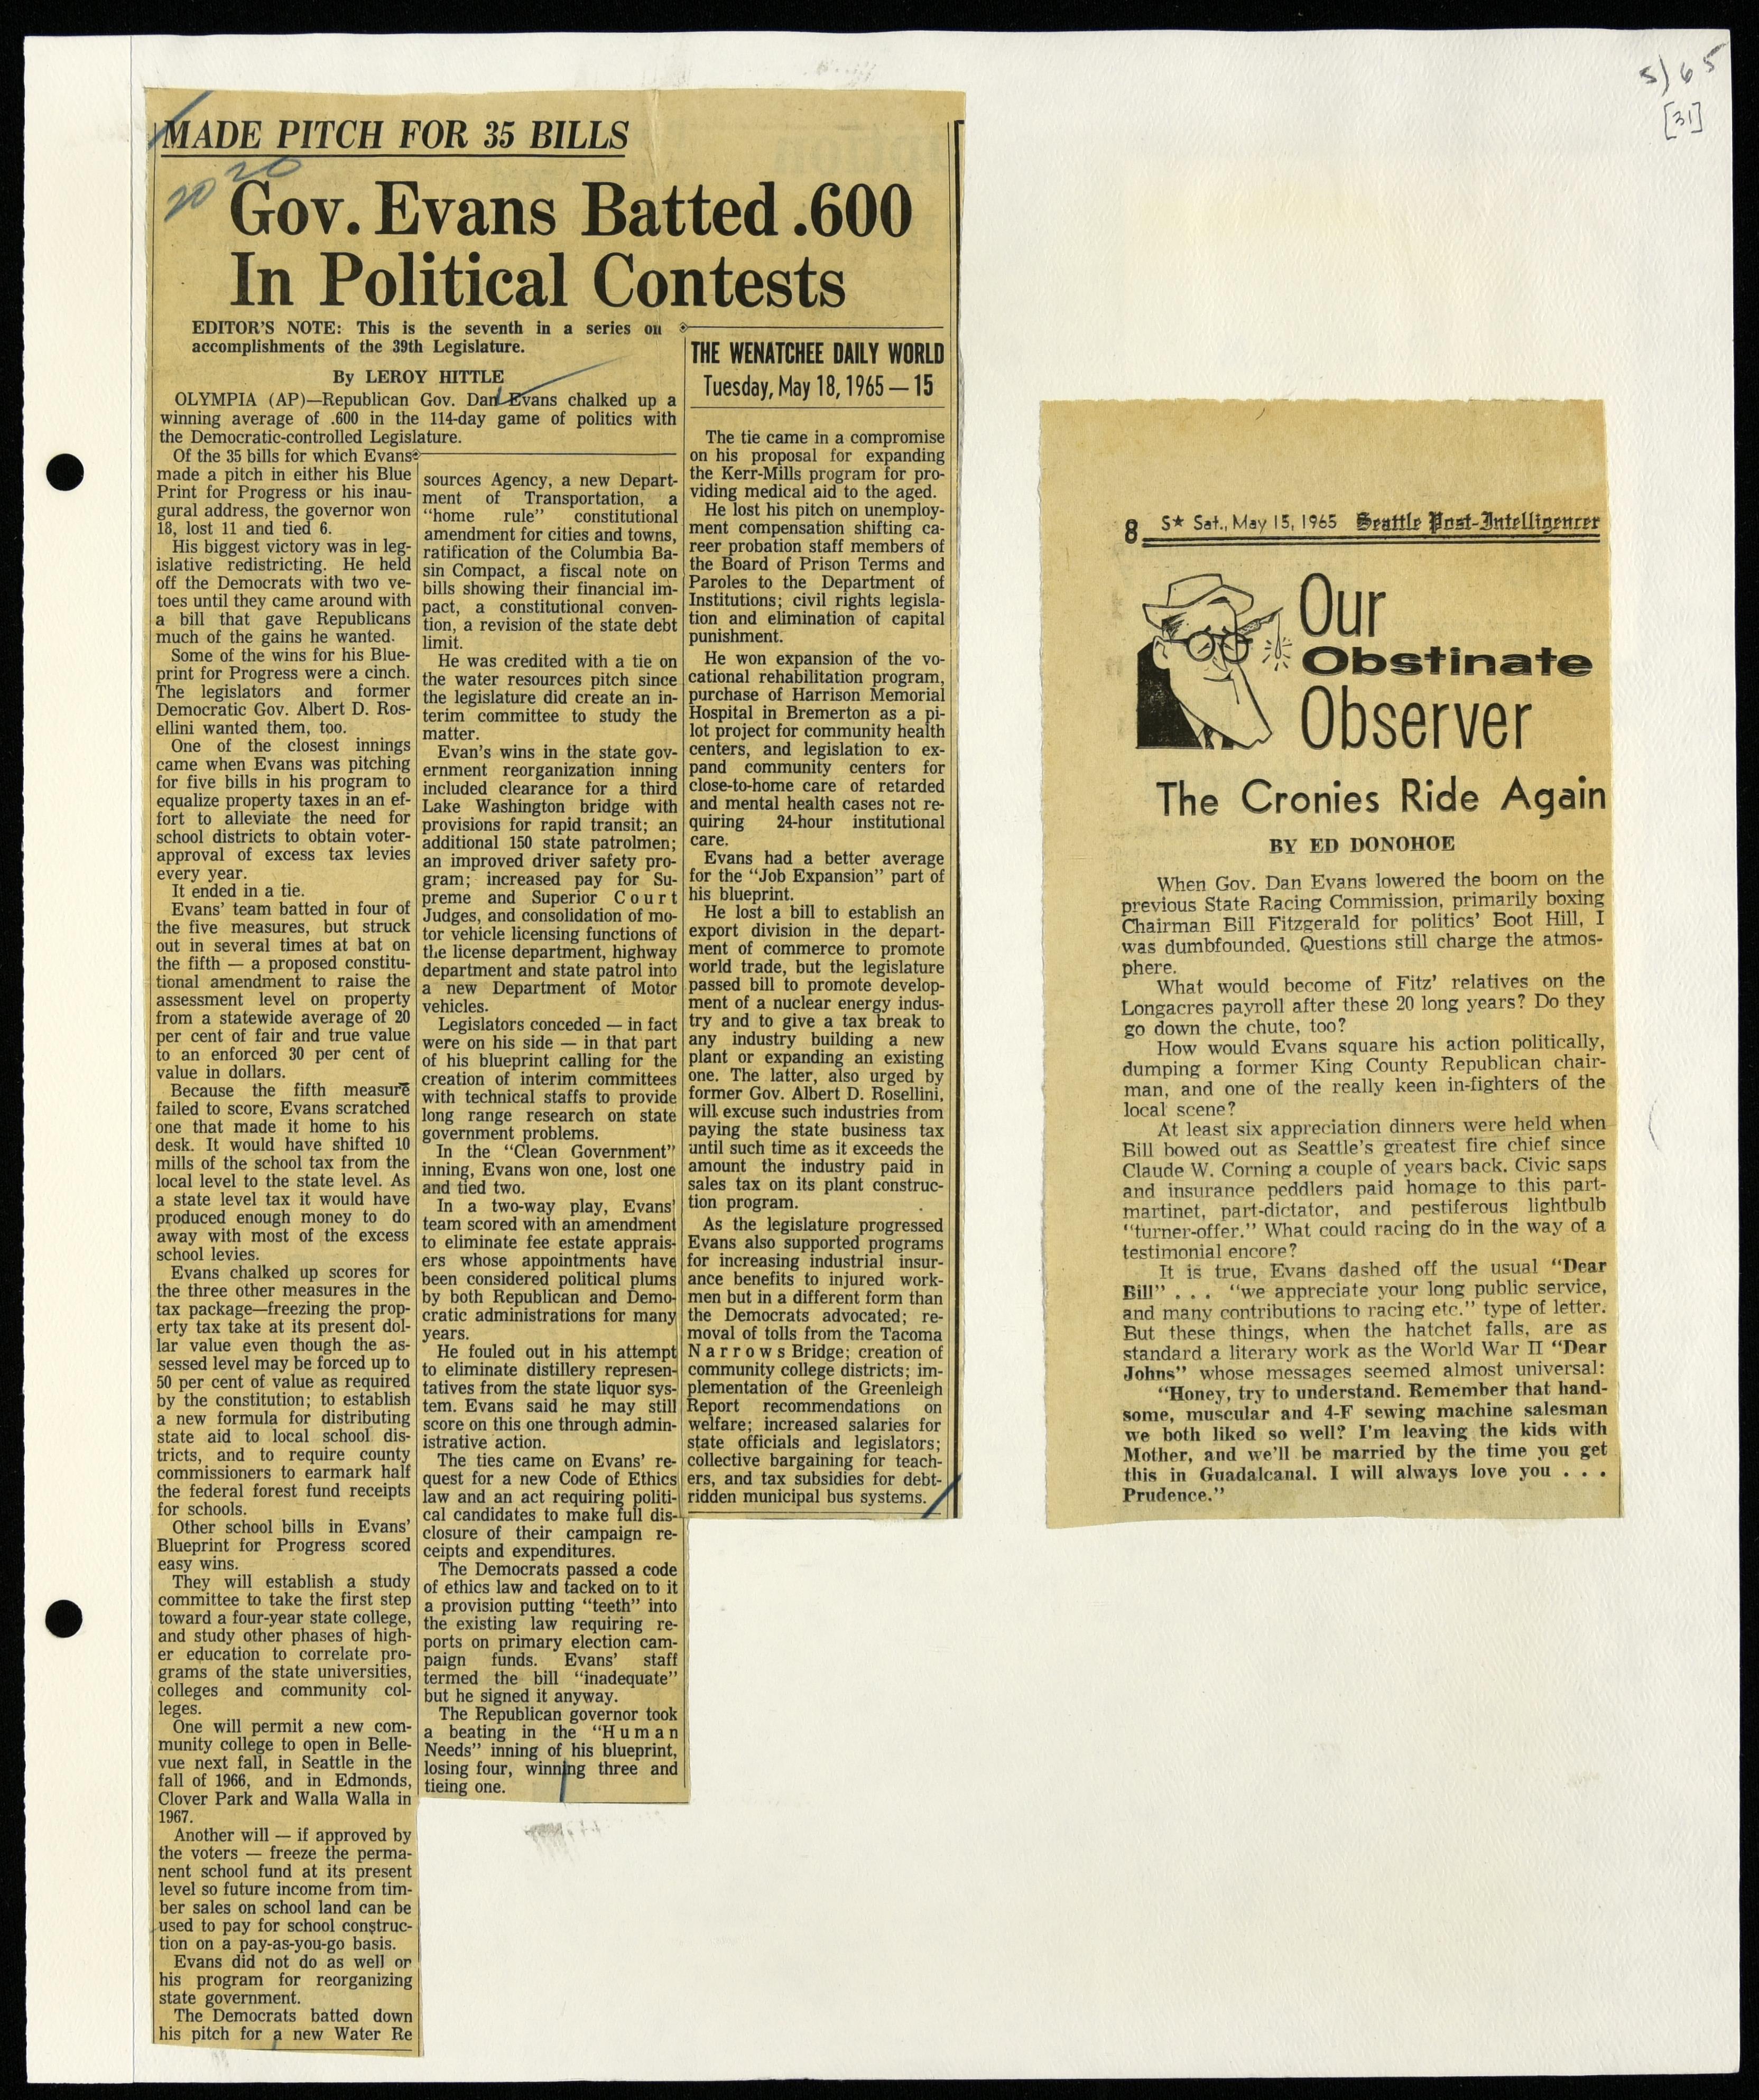 5/65
[31]
MADE PITCH FOR 35 BILLS
20 20
Gov. Evans Batted .600
In Political Contests
EDITOR'S NOTE: This is the seventh in a series on
accomplishments of the 39th Legislature.
By LEROY HITTLE
OLYMPIA (AP)—Republican Gov. Dan Evans chalked up a
winning average of .600 in the 114-day game of politics with
the Democratic-controlled Legislature.
Of the 35 bills for which Evans
made a pitch in either his Blue
Print for Progress or his inau-
gural address, the governor won
18, lost 11 and tied 6.
His biggest victory was in leg-
islative redistricting. He held
off the Democrats with two ve-
toes until they came around with
a bill that gave Republicans
much of the gains he wanted.
Some of the wins for his Blue-
print for Progress were a cinch.
The legislators and former
Democratic Gov. Albert D. Ros-
ellini wanted them, too.
One of the closest innings
came when Evans was pitching
for five bills in his program to
equalize property taxes in an ef-
fort to alleviate the need for
school districts to obtain voter-
approval of excess tax levies
every year.
It ended in a tie.
Evans' team batted in four of
the five measures, but struck
out in several times at bat on
the fifth — a proposed constitu-
tional amendment to raise the
assessment level on property
from a statewide average of 20
per cent of fair and true value
to an enforced 30 per cent of
value in dollars.
Because the fifth measure
failed to score, Evans scratched
one that made it home to his
desk. It would have shifted 10
mills of the school tax from the
local level to the state level. As
a state level tax it would have
produced enough money to do
away with most of the excess
school levies.
Evans chalked up scores for
the three other measures in the
tax package—freezing the prop-
erty tax take at its present dol-
lar value even though the as-
sessed level may be forced up to
50 per cent of value as required
by the constitution; to establish
a new formula for distributing
state aid to local school dis-
tricts, and to require county
commissioners to earmark half
the federal forest fund receipts
for schools.
Other school bills in Evans'
Blueprint for Progress scored
easy wins.
They will establish a study
committee to take the first step
toward a four-year state college,
and study other phases of high-
er education to correlate pro-
grams of the state universities,
colleges and community col-
leges.
One will permit a new com-
munity college to open in Belle-
vue next fall, in Seattle in the
fall of 1966, and in Edmonds,
Clover Park and Walla Walla in
1967.
Another will — if approved by
the voters — freeze the perma-
nent school fund at its present
level so future income from tim-
ber sales on school land can be
used to pay for school construc-
tion on a pay-as-you-go basis.
Evans did not do as well on
his program for reorganizing
state government.
The Democrats batted down
his pitch for a new Water Re
sources Agency, a new Depart-
ment of Transportation, a
"home rule" constitutional
amendment for cities and towns,
ratification of the Columbia Ba-
sin Compact, a fiscal note on
bills showing their financial im-
pact, a constitutional conven-
tion, a revision of the state debt
limit.
He was credited with a tie on
the water resources pitch since
the legislature did create an in-
terim committee to study the
matter.
Evan's wins in the state gov-
ernment reorganization inning
included clearance for a third
Lake Washington bridge with
provisions for rapid transit; an
additional 150 state patrolmen;
an improved driver safety pro-
gram; increased pay for Su-
preme and Superior Court
Judges, and consolidation of mo-
tor vehicle licensing functions of
the license department, highway
department and state patrol into
a new Department of Motor
vehicles.
Legislators conceded — in fact
were on his side — in that part
of his blueprint calling for the
creation of interim committees
with technical staffs to provide
long range research on state
government problems.
In the "Clean Government"
inning, Evans won one, lost one
and tied two.
In a two-way play, Evans'
team scored with an amendment
to eliminate fee estate apprais-
ers whose appointments have
been considered political plums
by both Republican and Demo-
cratic administrations for many
years.
He fouled out in his attempt
to eliminate distillery represen-
tatives from the state liquor sys-
tem. Evans said he may still
score on this one through admin-
istrative action.
The ties came on Evans' re-
quest for a new Code of Ethics
law and an act requiring politi-
cal candidates to make full dis-
closure of their campaign re-
ceipts and expenditures.
The Democrats passed a code
of ethics law and tacked on to it
a provision putting "teeth" into
the existing law requiring re-
ports on primary election cam-
paign funds. Evans' staff
termed the bill "inadequate"
but he signed it anyway.
The Republican governor took
a beating in the "Human
Needs" inning of his blueprint,
losing four, winning three and
tieing one.
THE WENATCHEE DAILY WORLD
Tuesday, May 18, 1965 — 15
The tie came in a compromise
on his proposal for expanding
the Kerr-Mills program for pro-
viding medical aid to the aged.
He lost his pitch on unemploy-
ment compensation shifting ca-
reer probation staff members of
the Board of Prison Terms and
Paroles to the Department of
Institutions; civil rights legisla-
tion and elimination of capital
punishment.
He won expansion of the vo-
cational rehabilitation program,
purchase of Harrison Memorial
Hospital in Bremerton as a pi-
lot project for community health
centers, and legislation to ex-
pand community centers for
close-to-home care of retarded
and mental health cases not re-
quiring 24-hour institutional
care.
Evans had a better average
for the "Job Expansion" part of
his blueprint.
He lost a bill to establish an
export division in the depart-
ment of commerce to promote
world trade, but the legislature
passed bill to promote develop-
ment of a nuclear energy indus-
try and to give a tax break to
any industry building a new
plant or expanding an existing
one. The latter, also urged by
former Gov. Albert D. Rosellini,
will excuse such industries from
paying the state business tax
until such time as it exceeds the
amount the industry paid in
sales tax on its plant construc-
tion program.
As the legislature progressed
Evans also supported programs
for increasing industrial insur-
ance benefits to injured work-
men but in a different form than
the Democrats advocated; re-
moval of tolls from the Tacoma
Narrows Bridge; creation of
community college districts; im-
plementation of the Greenleigh
Report recommendations on
welfare; increased salaries for
state officials and legislators;
collective bargaining for teach-
ers, and tax subsidies for debt-
ridden municipal bus systems.
8 S★ Sat., May 15, 1965 Seattle Post-Intelligencer
Our
Obstinate
Observer
The Cronies Ride Again
BY ED DONOHOE
When Gov. Dan Evans lowered the boom on the
previous State Racing Commission, primarily boxing
Chairman Bill Fitzgerald for politics' Boot Hill, I
was dumbfounded. Questions still charge the atmos-
phere.
What would become of Fitz' relatives on the
Longacres payroll after these 20 long years? Do they
go down the chute, too?
How would Evans square his action politically,
dumping a former King County Republican chair-
man, and one of the really keen in-fighters of the
local scene?
At least six appreciation dinners were held when
Bill bowed out as Seattle's greatest fire chief since
Claude W. Corning a couple of years back. Civic saps
and insurance peddlers paid homage to this part-
martinet, part-dictator, and pestiferous lightbulb
"turner-offer." What could racing do in the way of a
testimonial encore?
It is true, Evans dashed off the usual "Dear
Bill" . . . "we appreciate your long public service,
and many contributions to racing etc." type of letter.
But these things, when the hatchet falls, are as
standard a literary work as the World War II "Dear
Johns" whose messages seemed almost universal:
"Honey, try to understand. Remember that hand-
some, muscular and 4-F sewing machine salesman
we both liked so well? I'm leaving the kids with
Mother, and we'll be married by the time you get
this in Guadalcanal. I will always love you . . .
Prudence."